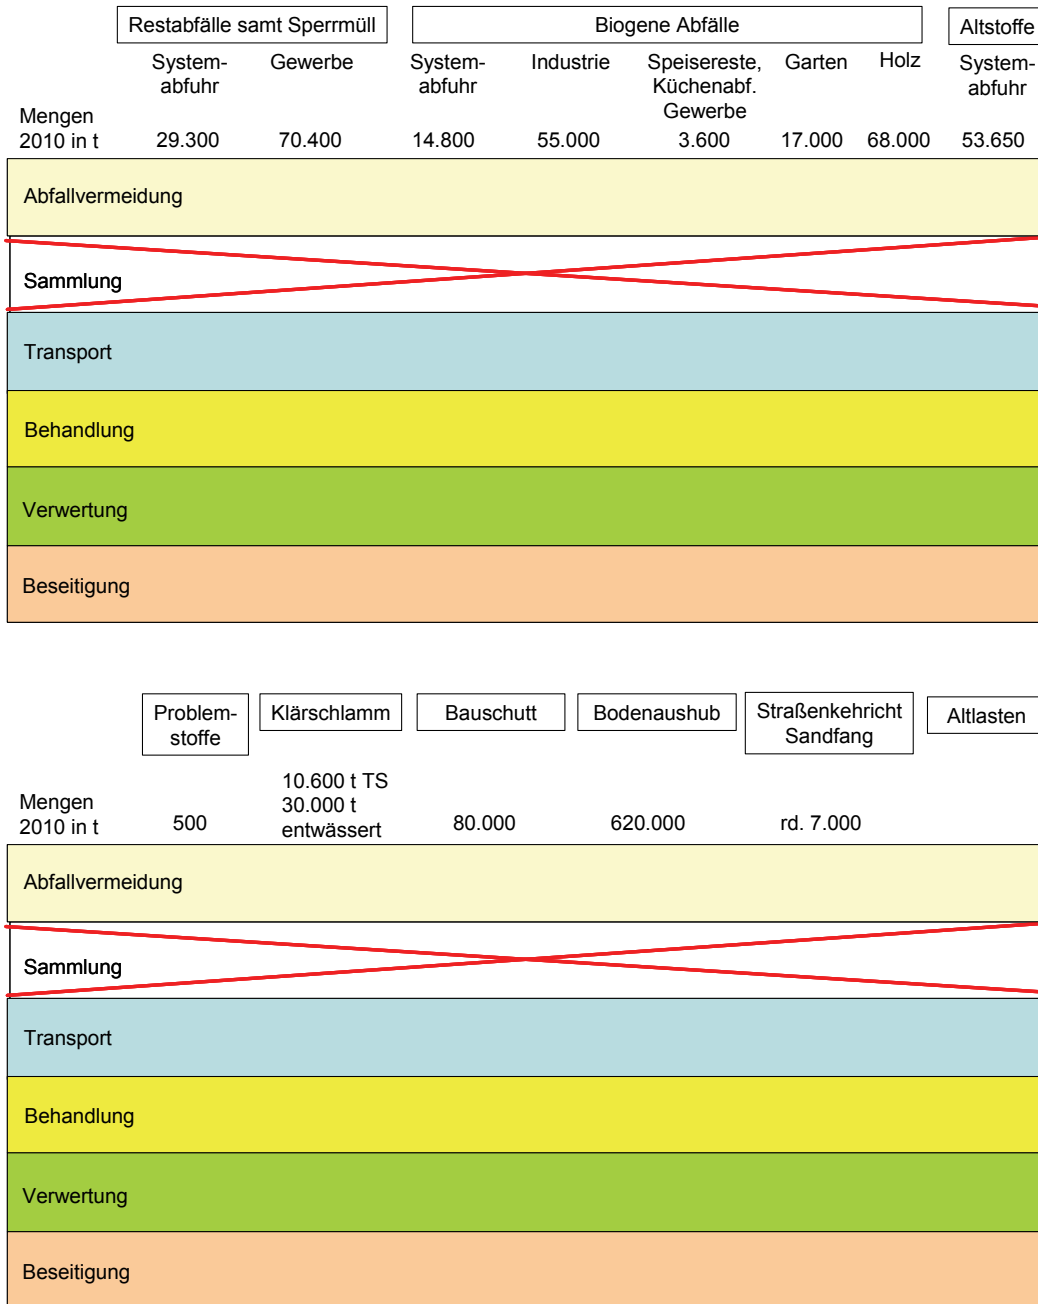 Restabfälle samt Sperrmüll
Biogene Abfälle
Altstoffe
System-
abfuhr
Gewerbe
System-
abfuhr
Industrie
Speisereste,
Küchenabf.
Gewerbe
Garten
Holz
System-
abfuhr
Mengen
2010 in t
29.300
70.400
14.800
55.000
3.600
17.000
68.000
53.650
Abfallvermeidung
Sammlung
Transport
Behandlung
Verwertung
Beseitigung
Problem-
stoffe
Klärschlamm
Bauschutt
Bodenaushub
Straßenkehricht
Sandfang
Altlasten
Mengen
2010 in t
500
10.600 t TS
30.000 t
entwässert
80.000
620.000
rd. 7.000
Abfallvermeidung
Sammlung
Transport
Behandlung
Verwertung
Beseitigung